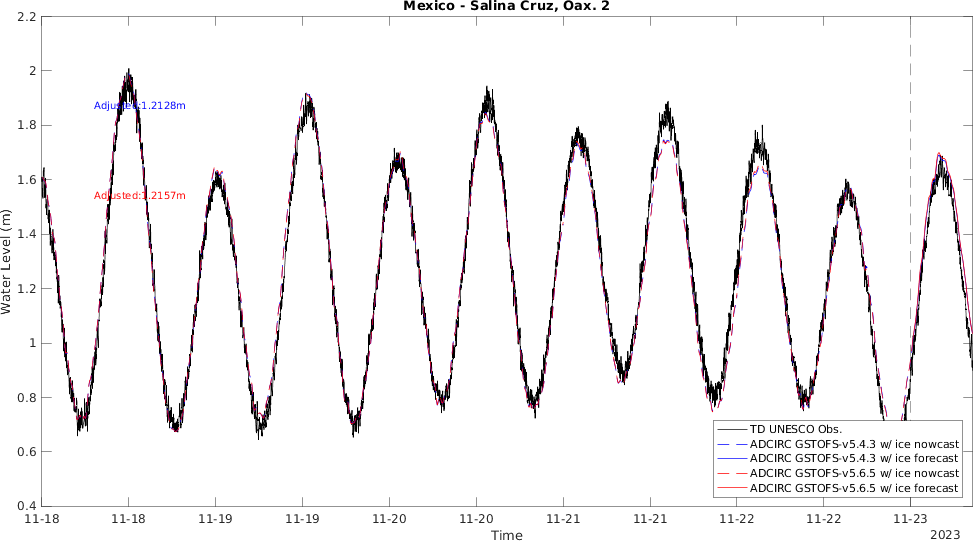 Mexico - Salina Cruz, Oax. 2
2.2
2
1.8
1.6
1.4
1.2
1
0.8
0.6
0.4
Water Level (m)
Adjusted:1.2128m
Adjusted:1.2157m
TD UNESCO Obs.
ADCIRC GSTOFS-v5.4.3 w/ ice nowcast
ADCIRC GSTOFS-v5.4.3 w/ ice forecast
ADCIRC GSTOFS-v5.6.5 w/ ice nowcast
ADCIRC GSTOFS-v5.6.5 w/ ice forecast
11-18 11-18 11-19 11-19 11-20 11-20 11-21 11-21 11-22 11-22 11-23
Time
2023